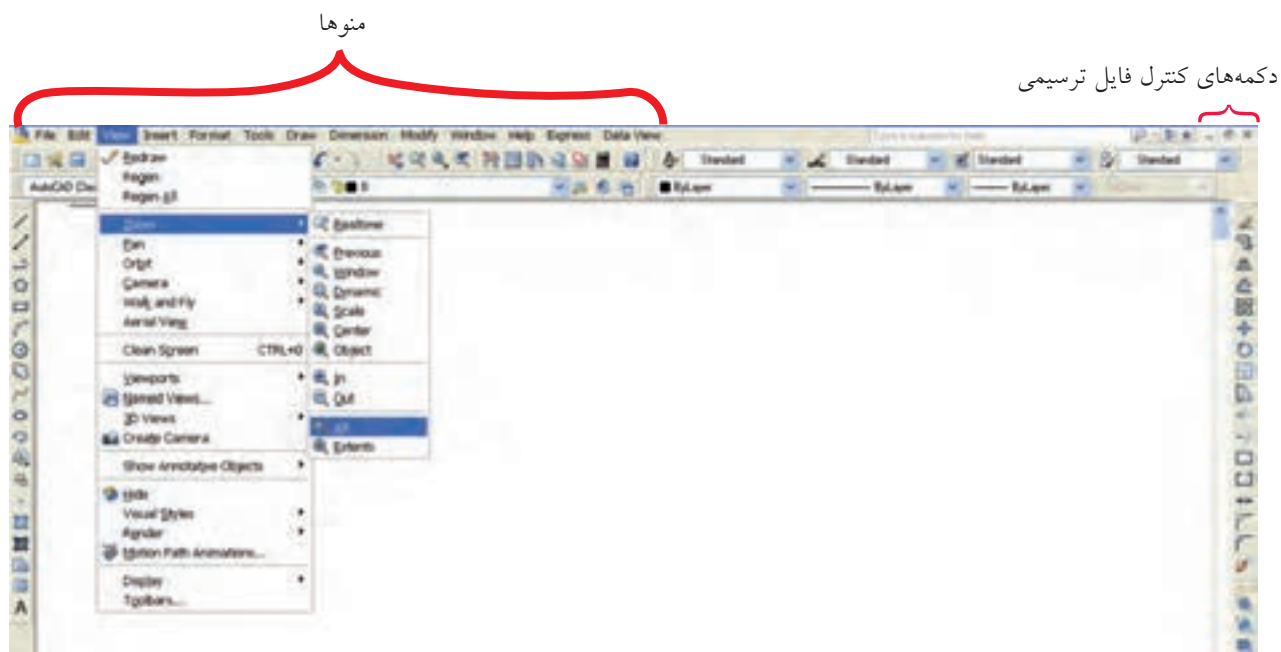 منوها
دکمه‌های کنترل فایل ترسیمی
File Edit View Insert Format Tools Draw Dimension Modify Window Help Express Data View
Standard Standard Standard Standard
AutoCAD
0 ByLayer ByLayer ByLayer
Redraw
Regen
Regen All
Zoom
Pan
Orbit
Camera
Walk and Fly
Aerial View
Clean Screen CTRL+0
Viewports
Named Views...
3D Views
Create Camera
Show Annotative Objects
Hide
Visual Styles
Render
Motion Path Animations...
Display
Toolbars...
Realtime
Previous
Window
Dynamic
Scale
Center
Object
In
Out
All
Extents
A